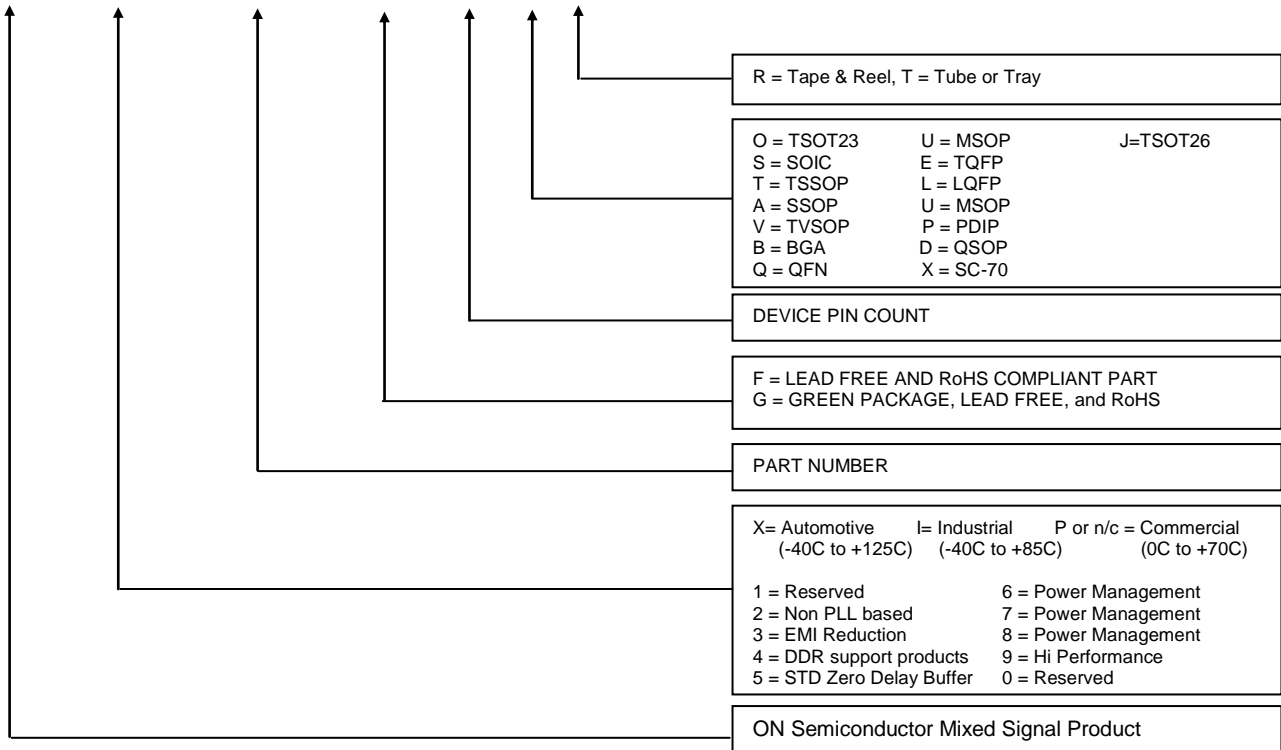 R = Tape & Reel, T = Tube or Tray
O = TSOT23 U = MSOP J=TSOT26
S = SOIC E = TQFP
T = TSSOP L = LQFP
A = SSOP U = MSOP
V = TVSOP P = PDIP
B = BGA D = QSOP
Q = QFN X = SC-70
DEVICE PIN COUNT
F = LEAD FREE AND RoHS COMPLIANT PART
G = GREEN PACKAGE, LEAD FREE, and RoHS
PART NUMBER
X= Automotive I= Industrial P or n/c = Commercial
(-40C to +125C) (-40C to +85C) (0C to +70C)
1 = Reserved 6 = Power Management
2 = Non PLL based 7 = Power Management
3 = EMI Reduction 8 = Power Management
4 = DDR support products 9 = Hi Performance
5 = STD Zero Delay Buffer 0 = Reserved
ON Semiconductor Mixed Signal Product